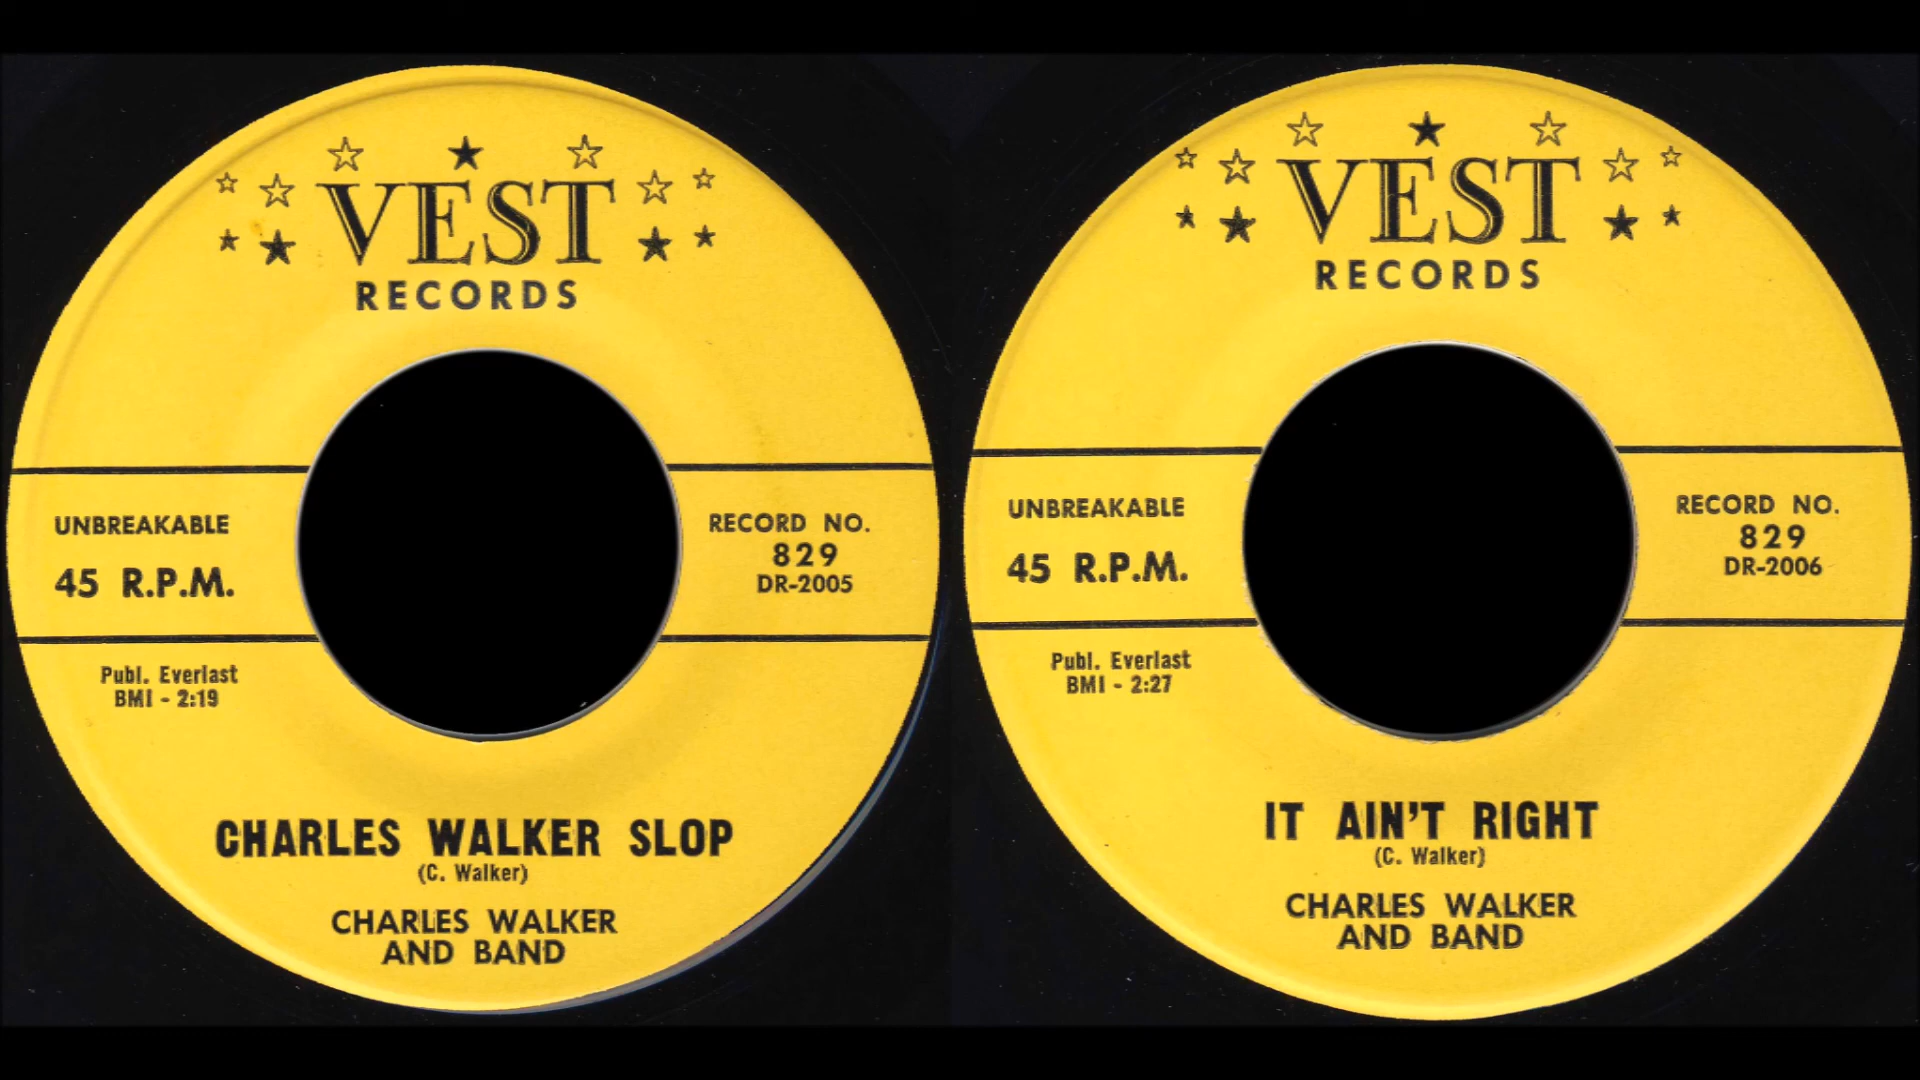 VEST
RECORDS
UNBREAKABLE
45 R.P.M.
RECORD NO.
829
DR-2005
Publ. Everlast
BMI - 2:19
CHARLES WALKER SLOP
(C. Walker)
CHARLES WALKER
AND BAND
VEST
RECORDS
UNBREAKABLE
45 R.P.M.
RECORD NO.
829
DR-2006
Publ. Everlast
BMI - 2:27
IT AIN'T RIGHT
(C. Walker)
CHARLES WALKER
AND BAND